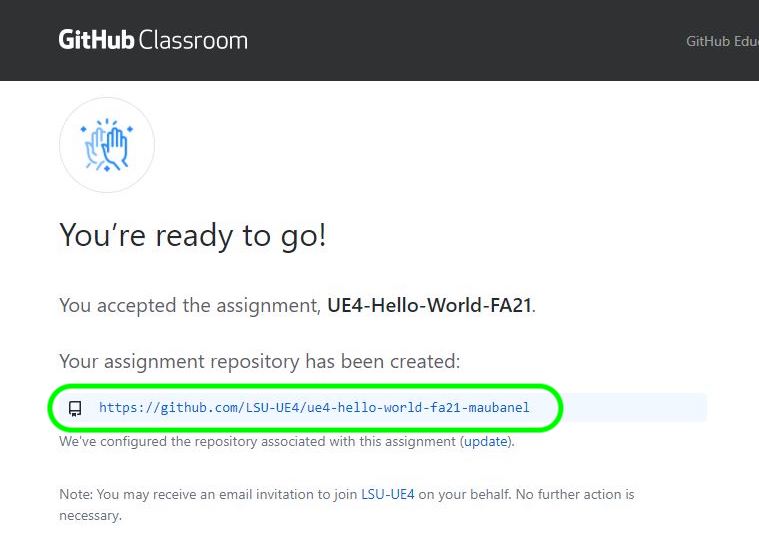 GitHub Classroom
GitHub
You're ready to go!
You accepted the assignment, UE4-Hello-World-FA21.
Your assignment repository has been created:
https://github.com/LSU-UE4/ue4-hello-world-fa21-maubanel
We've configured the repository associated with this assignment (update).
Note: You may receive an email invitation to join LSU-UE4 on your behalf. No further action is
necessary.